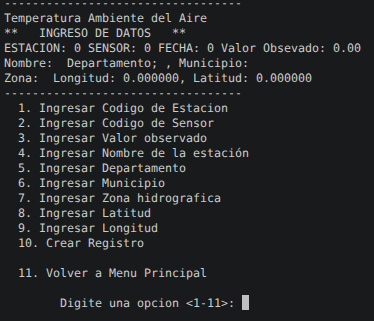 ----------------------------------
Temperatura Ambiente del Aire
**   INGRESO DE DATOS   **
ESTACION: 0 SENSOR: 0 FECHA: 0 Valor Obsevado: 0.00
Nombre:  Departamento; , Municipio:
Zona:  Longitud: 0.000000, Latitud: 0.000000
----------------------------------
1. Ingresar Codigo de Estacion
2. Ingresar Codigo de Sensor
3. Ingresar Valor observado
4. Ingresar Nombre de la estación
5. Ingresar Departamento
6. Ingresar Municipio
7. Ingresar Zona hidrografica
8. Ingresar Latitud
9. Ingresar Longitud
10. Crear Registro
11. Volver a Menu Principal
Digite una opcion <1-11>: